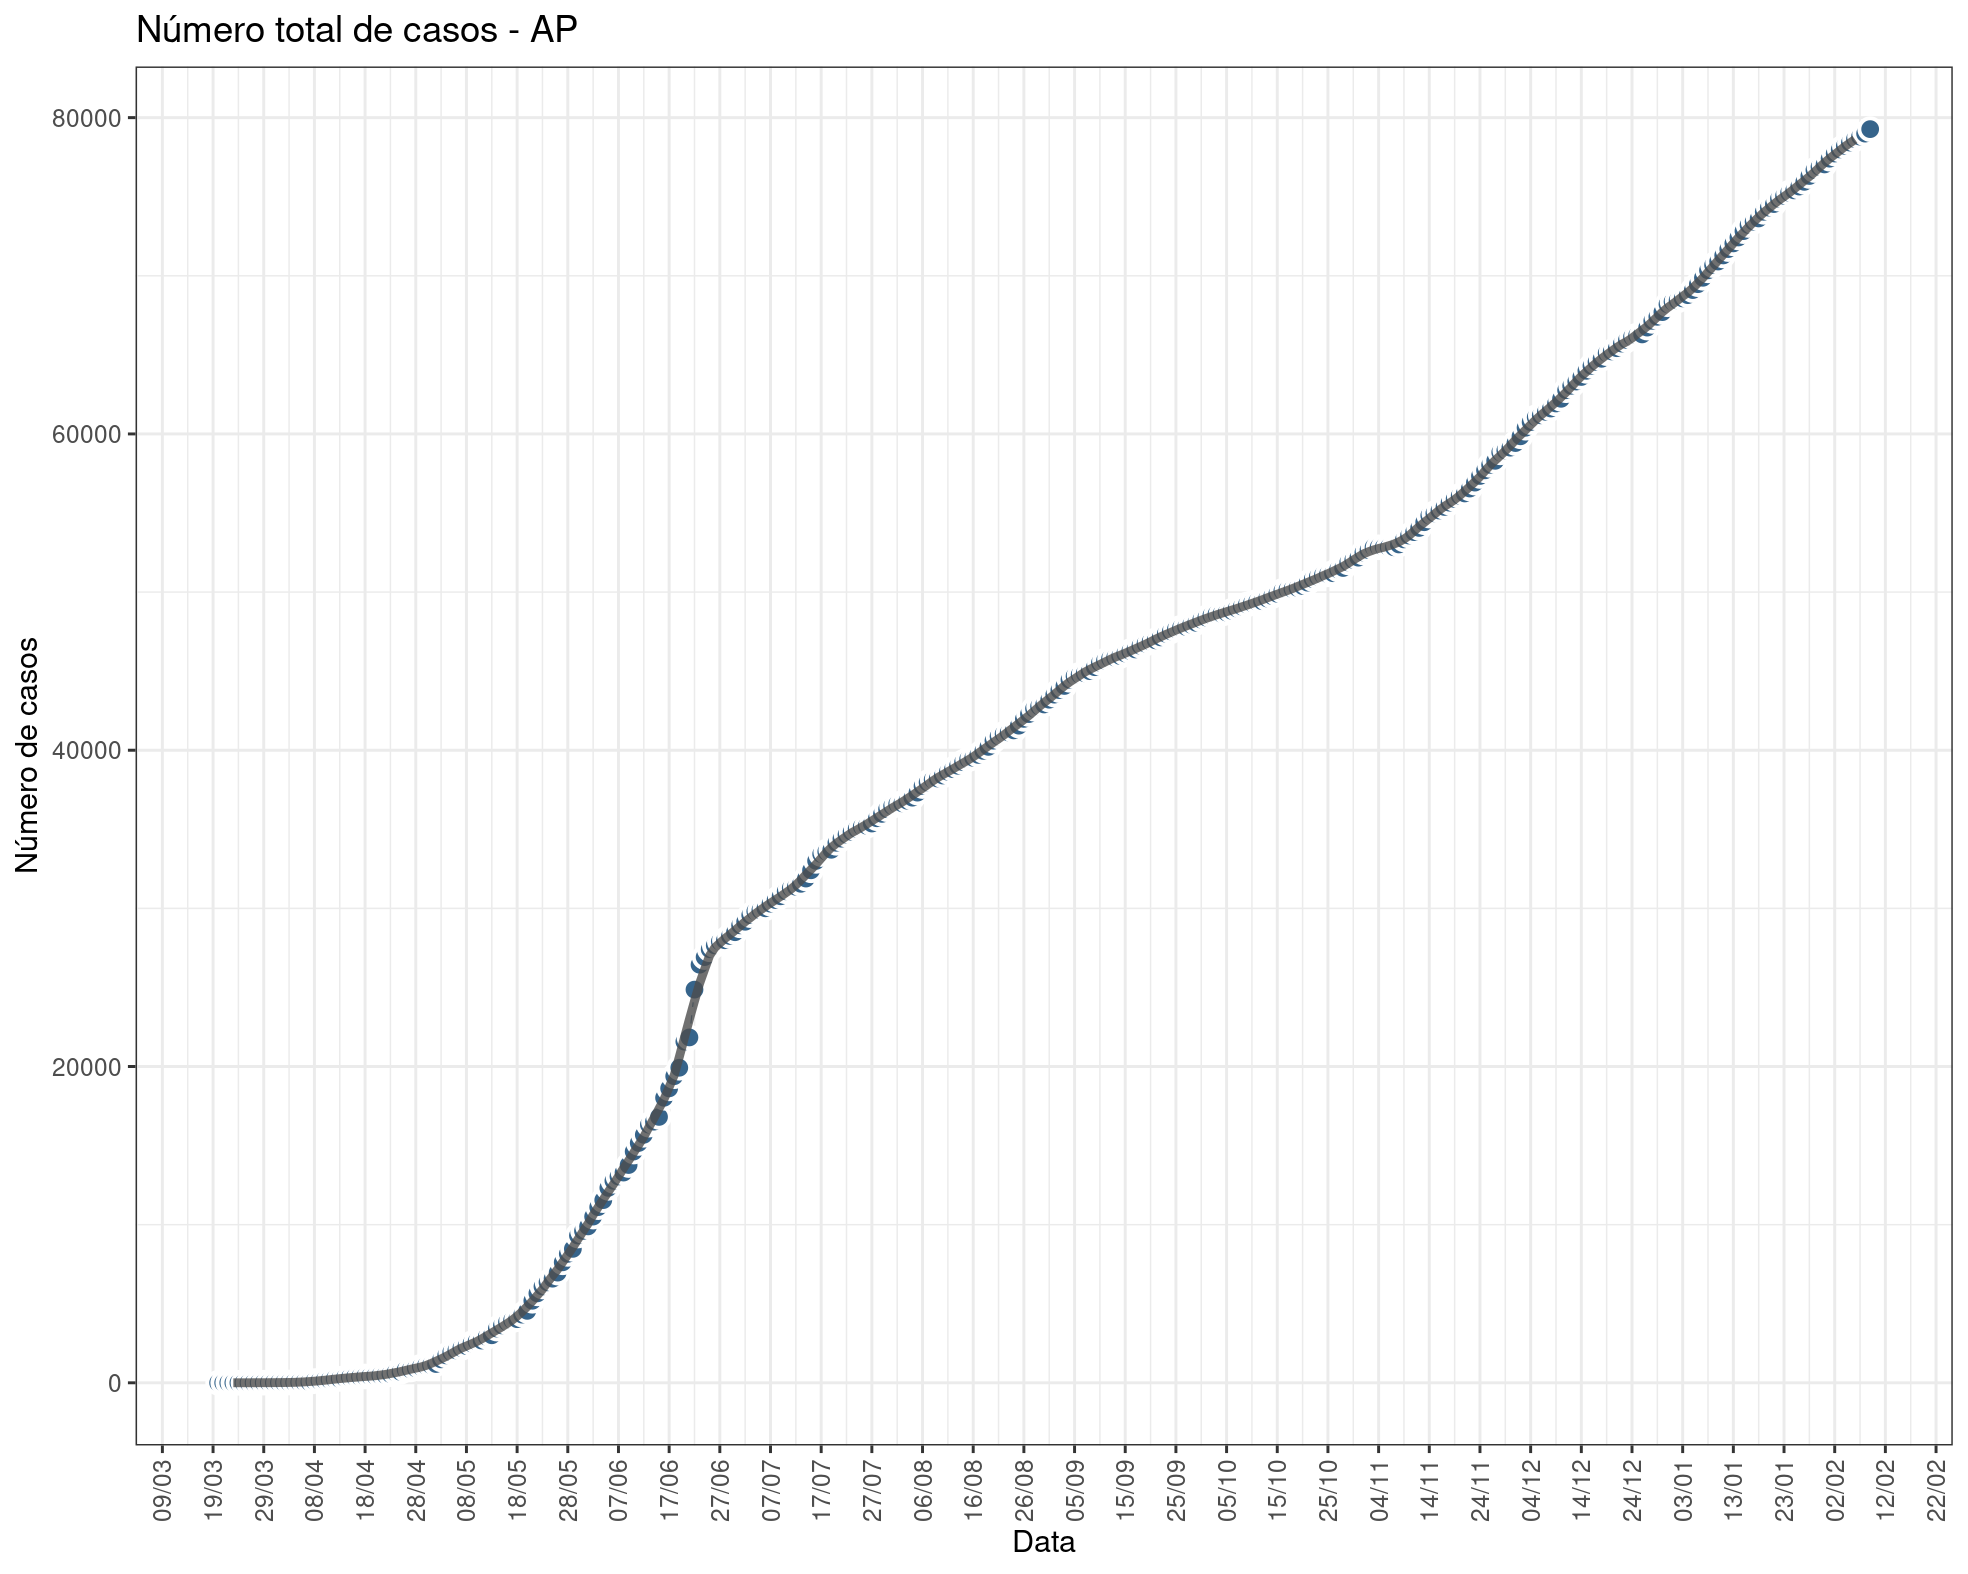 Número total de casos - AP
Número de casos
80000
60000
40000
20000
0
09/03 19/03 29/03 08/04 18/04 28/04 08/05 18/05 28/05 07/06 17/06 27/06 07/07 17/07 27/07 06/08 16/08 26/08 05/09 15/09 25/09 05/10 15/10 25/10 04/11 14/11 24/11 04/12 14/12 24/12 03/01 13/01 23/01 02/02 12/02 22/02
Data